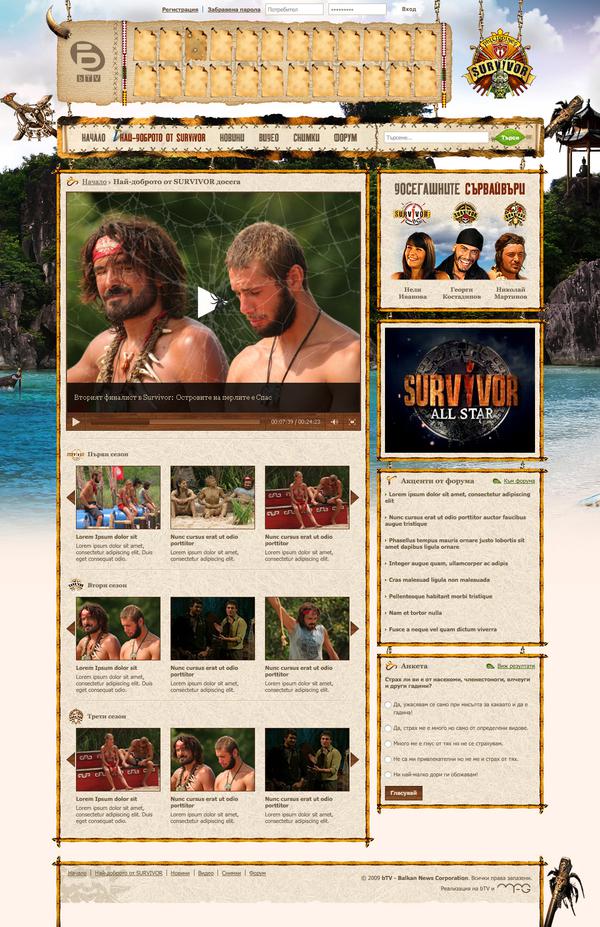 Регистрация | Забравена парола
Потребител
Вход
bTV
SURVIVOR
НАЧАЛО
НАЙ-ДОБРОТО ОТ SURVIVOR
НОВИНИ
ВИДЕО
СНИМКИ
ФОРУМ
Търсене...
Търси
Начало › Най-доброто от SURVIVOR досега
Вторият финалист в Survivor: Островите на перлите е Спас
00:07:39 / 00:24:23
Първи сезон
Lorem Ipsum dolor sit
Lorem ipsum dolor sit amet,
consectetur adipiscing elit. Duis
eget consequat odio.
Nunc cursus erat ut odio
porttitor
Lorem ipsum dolor sit amet,
consectetur adipiscing elit.
Nunc cursus erat ut odio
porttitor
Lorem ipsum dolor sit amet,
consectetur adipiscing elit.
Втори сезон
Lorem Ipsum dolor sit
Lorem ipsum dolor sit amet,
consectetur adipiscing elit. Duis
eget consequat odio.
Nunc cursus erat ut odio
porttitor
Lorem ipsum dolor sit amet,
consectetur adipiscing elit.
Nunc cursus erat ut odio
porttitor
Lorem ipsum dolor sit amet,
consectetur adipiscing elit.
Трети сезон
Lorem Ipsum dolor sit
Lorem ipsum dolor sit amet,
consectetur adipiscing elit. Duis
eget consequat odio.
Nunc cursus erat ut odio
porttitor
Lorem ipsum dolor sit amet,
consectetur adipiscing elit.
Nunc cursus erat ut odio
porttitor
Lorem ipsum dolor sit amet,
consectetur adipiscing elit.
ДОСЕГАШНИТЕ СЪРВАЙВЪРИ
Нели
Иванова
Георги
Костадинов
Николай
Мартинов
SURVIVOR
ALL STAR
Акценти от форума
Към форума
Lorem ipsum dolor sit amet, consectetur adipiscing
elit
Nunc cursus erat ut odio porttitor auctor faucibus
augue tristique
Phasellus tempus mauris ornare justo lobortis sit
amet dapibus ligula ornare
Integer augue quam, ullamcorper ac adipis
Cras malesuad ligula non malesuada
Pellentesque habitant morbi tristique
Nam et tortor nulla
Fusce a neque vel quam dictum viverra
Анкета
Виж резултати
Страх ли ви е от насекоми, членестоноги, влечуги
и други гадини?
Да, ужасявам се само при мисълта за каквато и да е
гадина!
Да, страх ме е много но само от определени видове.
Много ме е гнус от тях но не се страхувам.
Не са ми привлекателни но не ме и страх от тях.
Ни най-малко дори ги обожавам!
Гласувай
Начало | Най-доброто от SURVIVOR | Новини | Видео | Снимки | Форум
© 2009 bTV - Balkan News Corporation. Всички права запазени.
Реализация на bTV и